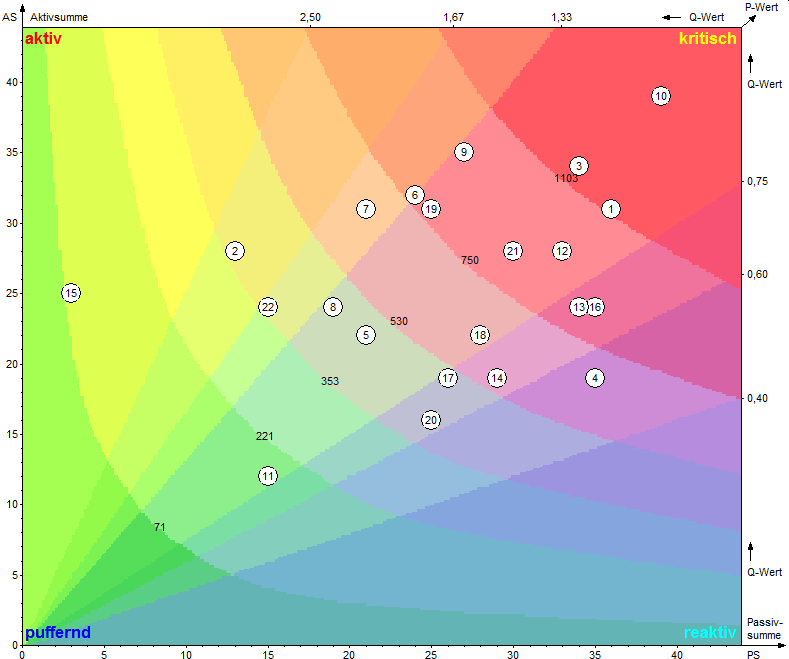 P-Wert
AS Aktivsumme 2,50 1,67 1,33 Q-Wert
aktiv kritisch
40
Q-Wert
10
35
9
3
1103
0,75
6
7 19 1
30
2 21 12
750
0,60
25
15
22 8 13 16
530
5 18
20
353
17 14 4
0,40
20
15
221
11
10
71
5
Q-Wert
puffernd reaktiv
Passiv-
summe
0
0 5 10 15 20 25 30 35 40 PS